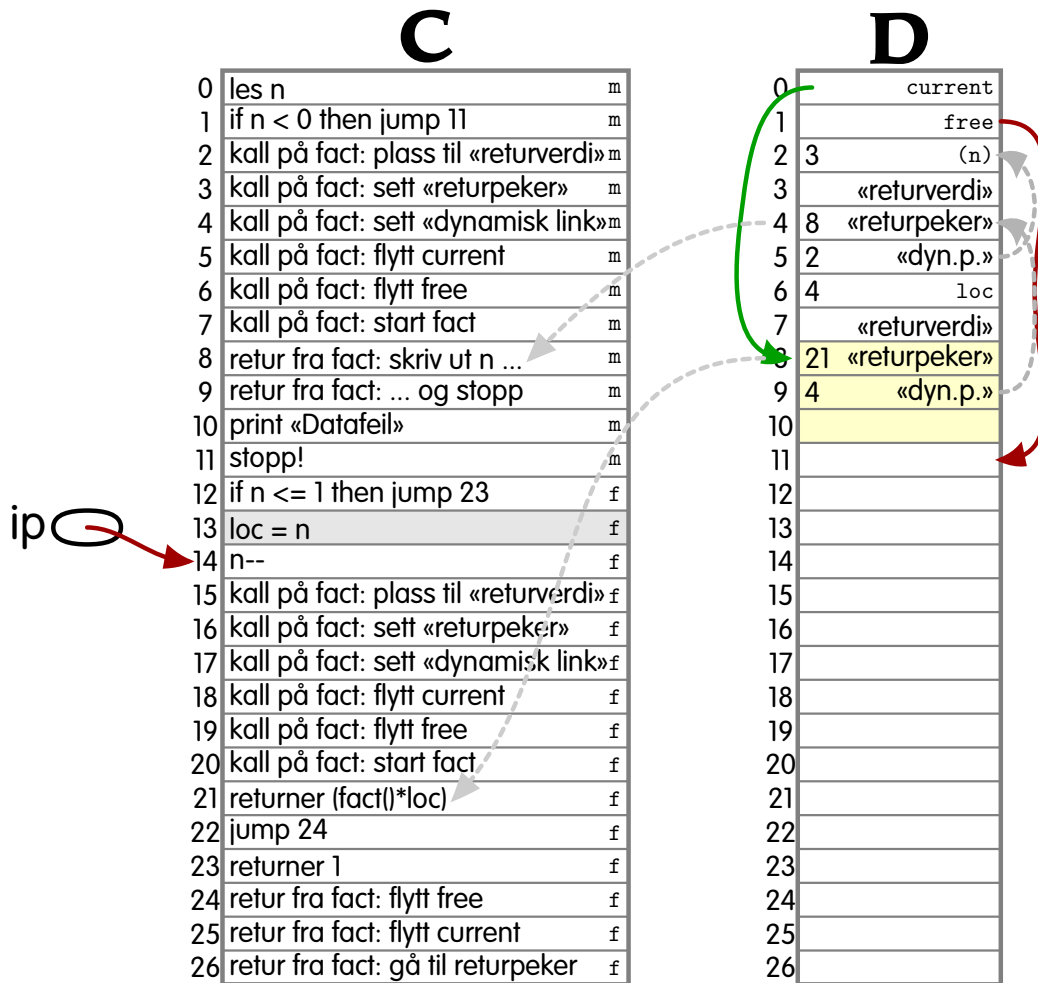 C D
0 les n m 0 current
1 if n < 0 then jump 11 m 1 free
2 kall på fact: plass til «returverdi» m 2 3 (n)
3 kall på fact: sett «returpeker» m 3 «returverdi»
4 kall på fact: sett «dynamisk link» m 4 8 «returpeker»
5 kall på fact: flytt current m 5 2 «dyn.p.»
6 kall på fact: flytt free m 6 4 loc
7 kall på fact: start fact m 7 «returverdi»
8 retur fra fact: skriv ut n ... m 8 21 «returpeker»
9 retur fra fact: ... og stopp m 9 4 «dyn.p.»
10 print «Datafeil» m 10
11 stopp! m 11
12 if n <= 1 then jump 23 f 12
ip 13 loc = n f 13
14 n-- f 14
15 kall på fact: plass til «returverdi» f 15
16 kall på fact: sett «returpeker» f 16
17 kall på fact: sett «dynamisk link» f 17
18 kall på fact: flytt current f 18
19 kall på fact: flytt free f 19
20 kall på fact: start fact f 20
21 returner (fact()*loc) f 21
22 jump 24 f 22
23 returner 1 f 23
24 retur fra fact: flytt free f 24
25 retur fra fact: flytt current f 25
26 retur fra fact: gå til returpeker f 26